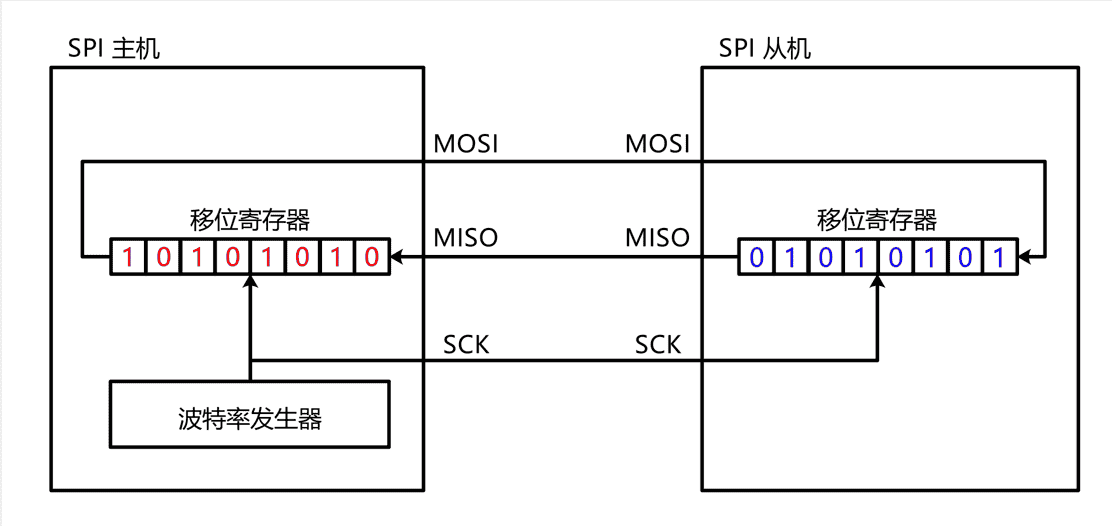 SPI 主机
SPI 从机
MOSI
MOSI
移位寄存器
移位寄存器
MISO
MISO
1 0 1 0 1 0 1 0
0 1 0 1 0 1 0 1
SCK
SCK
波特率发生器